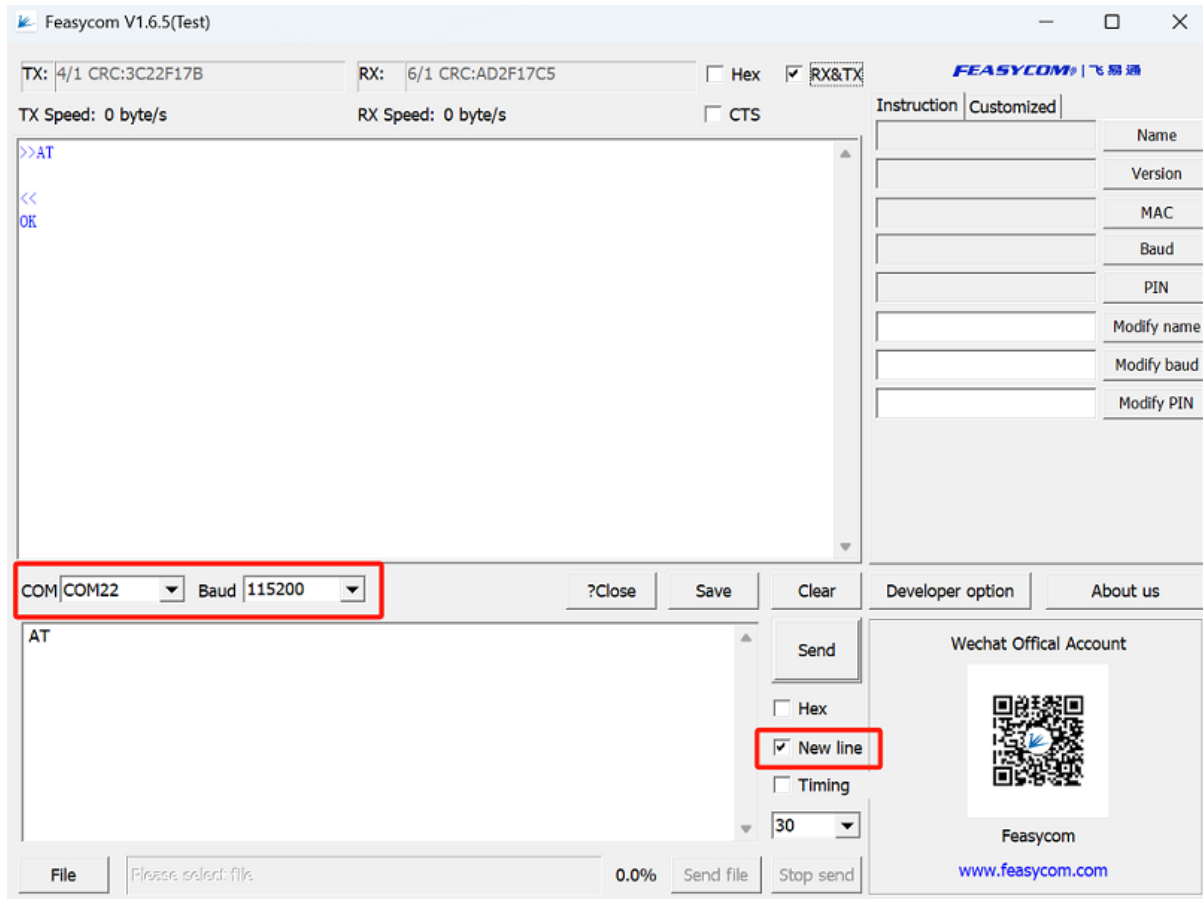 Feasycom V1.6.5(Test)
TX: 4/1 CRC:3C22F17B RX: 6/1 CRC:AD2F17C5 Hex RX&TX
FEASYCOM | 飞易通
TX Speed: 0 byte/s RX Speed: 0 byte/s CTS
Instruction Customized
>>AT
<<
OK
Name
Version
MAC
Baud
PIN
Modify name
Modify baud
Modify PIN
COM COM22 Baud 115200 ?Close Save Clear Developer option About us
AT
Send
Hex
New line
Timing
30
Wechat Offical Account
Feasycom
www.feasycom.com
File Please select file 0.0% Send file Stop send